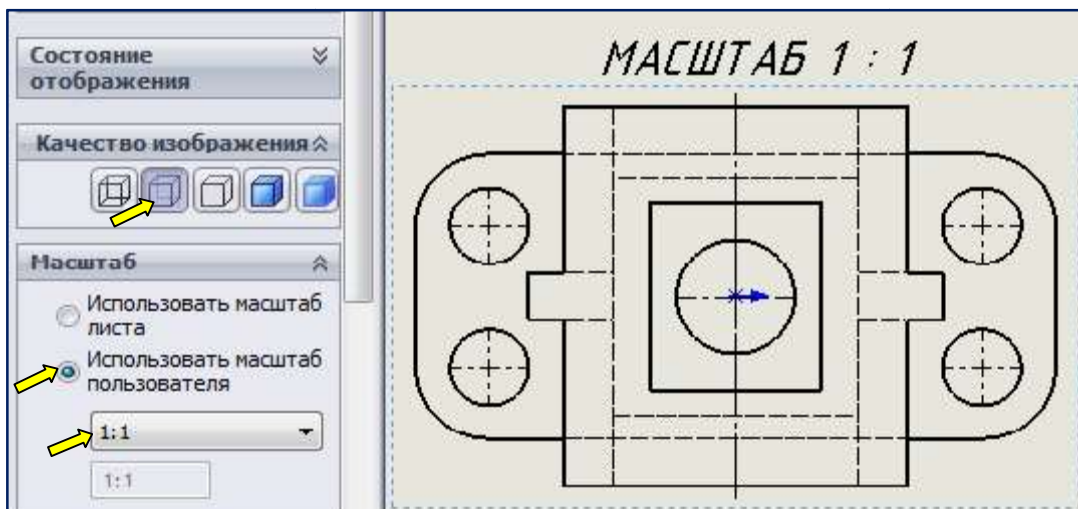 Состояние
отображения
Качество изображения
Масштаб
Использовать масштаб
листа
Использовать масштаб
пользователя
1:1
1:1
МАСШТАБ 1 : 1